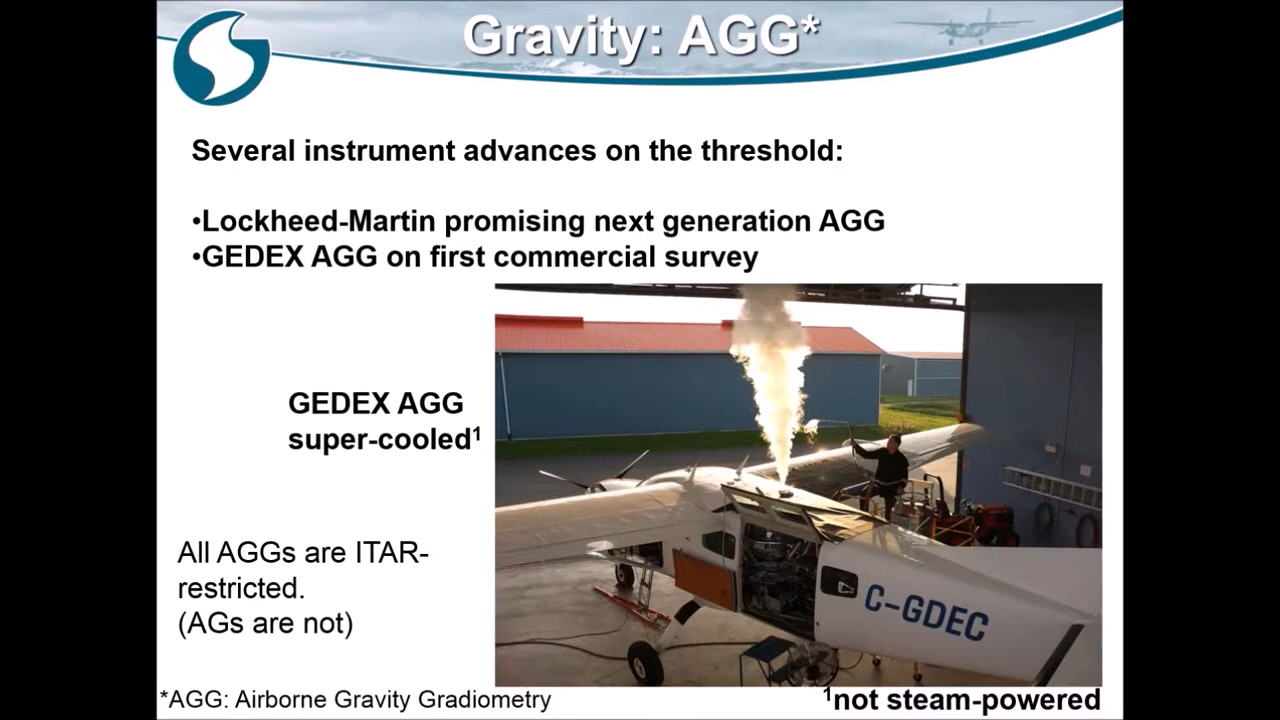 Gravity: AGG*
Several instrument advances on the threshold:
•Lockheed-Martin promising next generation AGG
•GEDEX AGG on first commercial survey
GEDEX AGG
super-cooled¹
All AGGs are ITAR-
restricted.
(AGs are not)
C-GDEC
*AGG: Airborne Gravity Gradiometry
¹not steam-powered